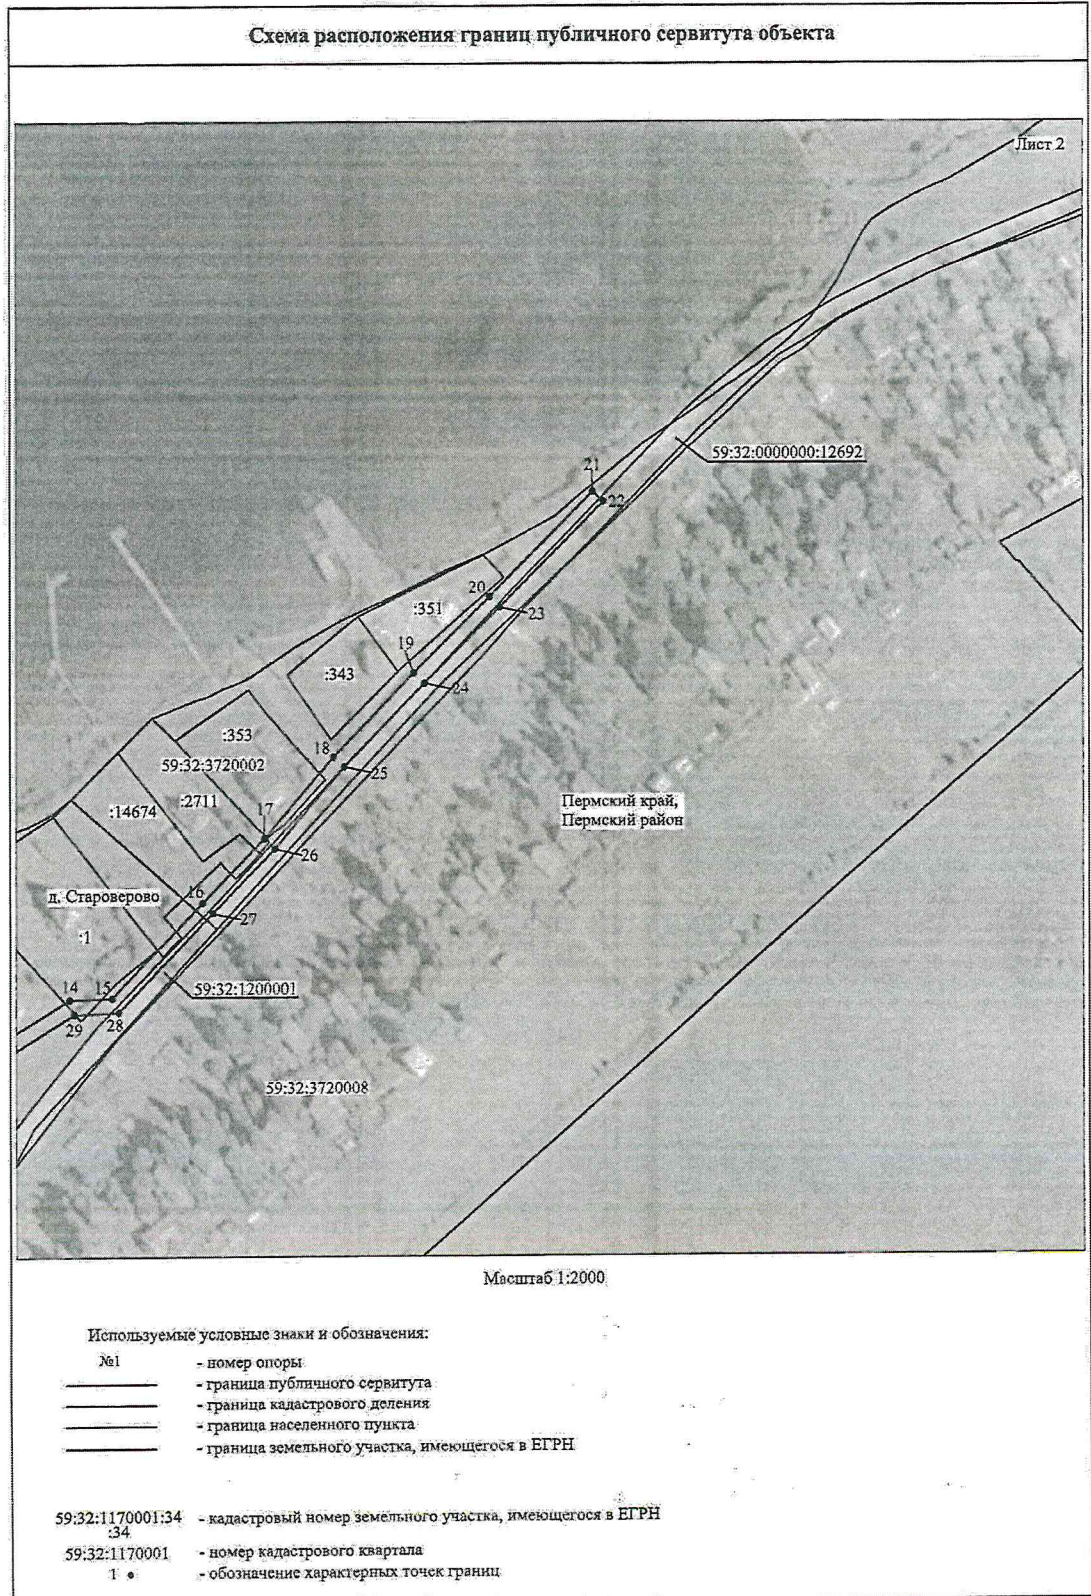 Схема расположения границ публичного сервитута объекта
Лист 2
59:32:0000000:12692
21
22
20
:351
23
19
:343
24
:353
18
59:32:3720002
25
:2711
:14674
17
Пермский край,
Пермский район
26
д. Староверово
16
27
:1
59:32:1200001
14
15
29
28
59:32:3720008
Масштаб 1:2000
Используемые условные знаки и обозначения:
№1 - номер опоры
- граница публичного сервитута
- граница кадастрового деления
- граница населенного пункта
- граница земельного участка, имеющегося в ЕГРН
59:32:1170001:34 - кадастровый номер земельного участка, имеющегося в ЕГРН
:34
59:32:1170001 - номер кадастрового квартала
1 - обозначение характерных точек границ